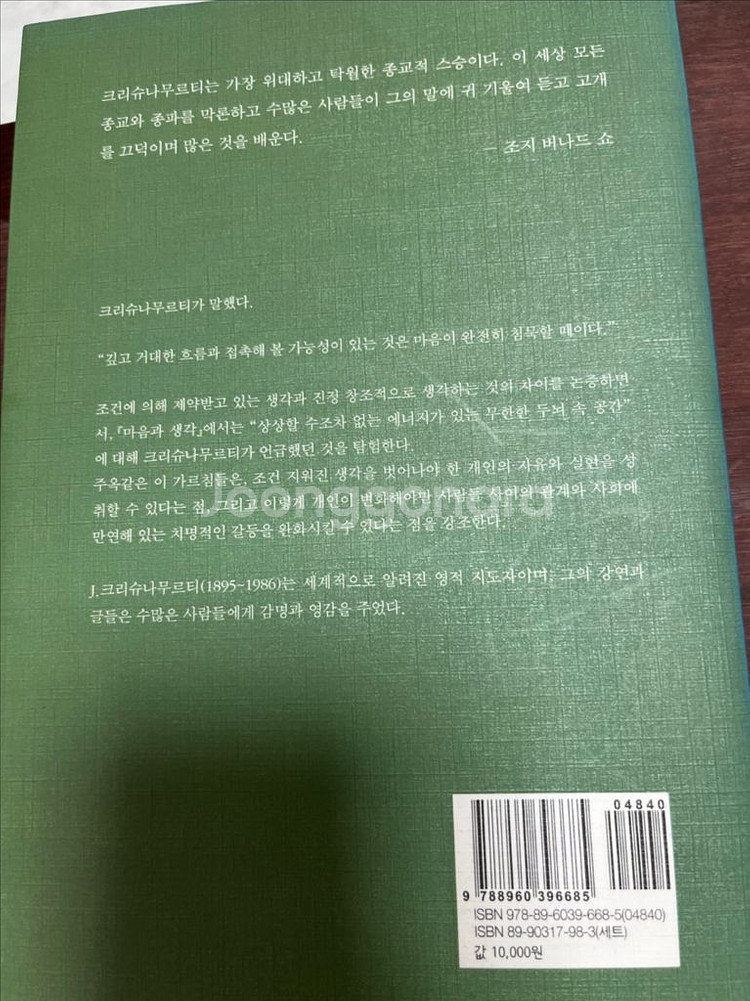 크리슈나무르티는 가장 위대하고 탁월한 종교적 스승이다. 이 세상 모든
종교와 종파를 막론하고 수많은 사람들이 그의 말에 귀 기울여 듣고 고개
를 끄덕이며 많은 것을 배운다.
– 조지 버나드 쇼
크리슈나무르티가 말했다.
“깊고 거대한 흐름과 접촉해 볼 가능성이 있는 것은 마음이 완전히 침묵할 때이다.”
조건에 의해 제약받고 있는 생각과 진정 창조적으로 생각하는 것의 차이를 논증하면
서, 『마음과 생각』에서는 “상상할 수조차 없는 에너지가 있는 무한한 두뇌 속 공간”
에 대해 크리슈나무르티가 언급했던 것을 탐험한다.
주옥같은 이 가르침들은, 조건 지워진 생각을 벗어나야 한 개인의 자유와 실현을 성
취할 수 있다는 점, 그리고 이렇게 개인이 변화해야말 사람들 사이의 관계와 사회에
만연해 있는 치명적인 갈등을 완화시킬 수 있다는 점을 강조한다.
Joonggonara
J.크리슈나무르티(1895~1986)는 세계적으로 알려진 영적 지도자이며, 그의 강연과
글들은 수많은 사람들에게 감명과 영감을 주었다.
04840
9 788960 396685
ISBN 978-89-6039-668-5(04840)
ISBN 89-90317-98-3(세트)
값 10,000원